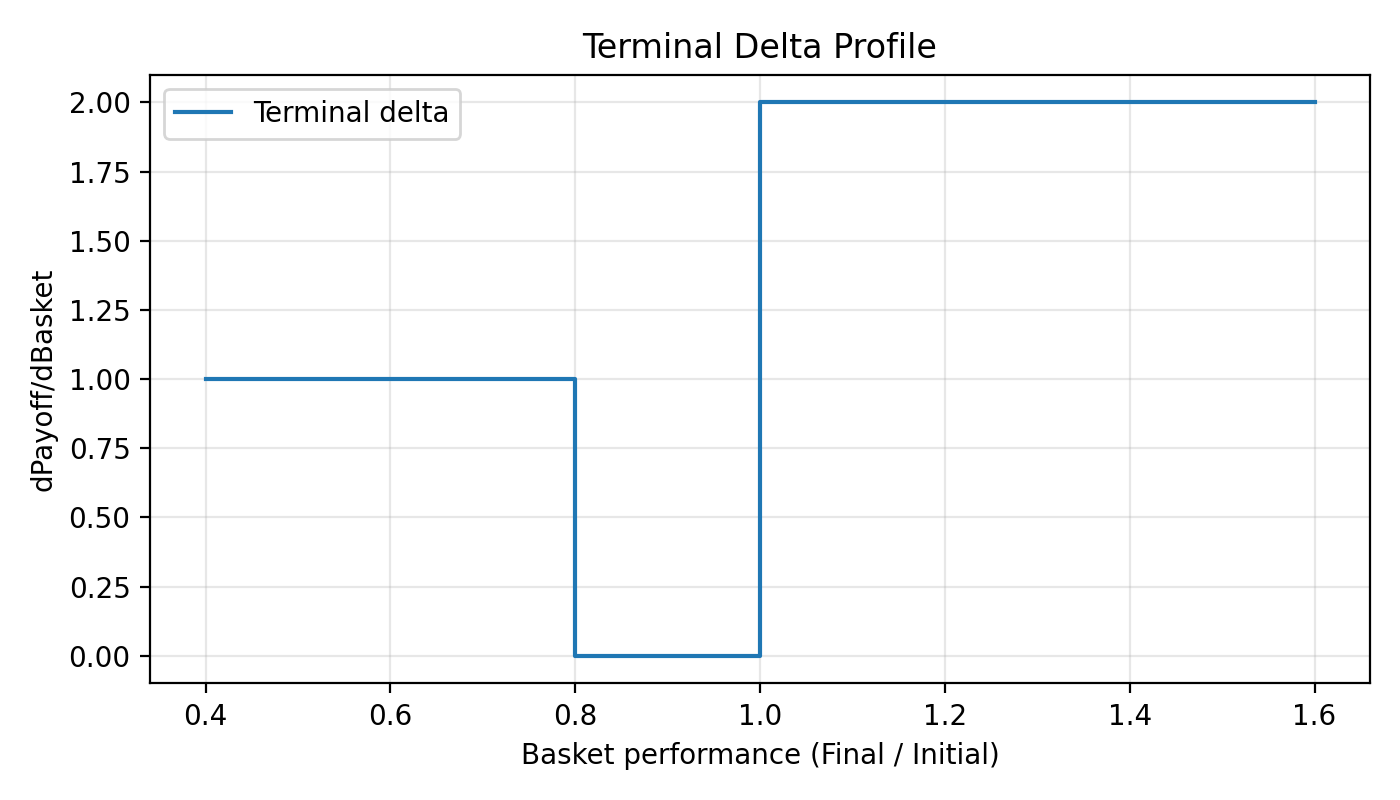 Terminal Delta Profile
Terminal delta
2.00
1.75
1.50
1.25
1.00
0.75
0.50
0.25
0.00
dPayoff/dBasket
0.4 0.6 0.8 1.0 1.2 1.4 1.6
Basket performance (Final / Initial)